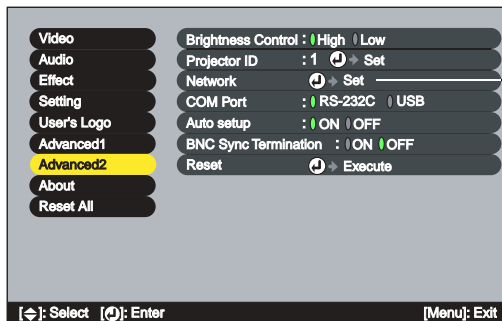 Video
Audio
Effect
Setting
User's Logo
Advanced1
Advanced2
About
Reset All
Brightness Control : High Low
Projector ID : 1 Set
Network Set
COM Port : RS-232C USB
Auto setup : ON OFF
BNC Sync Termination : ON OFF
Reset Execute
[ ]: Select [ ]: Enter [Menu]: Exit